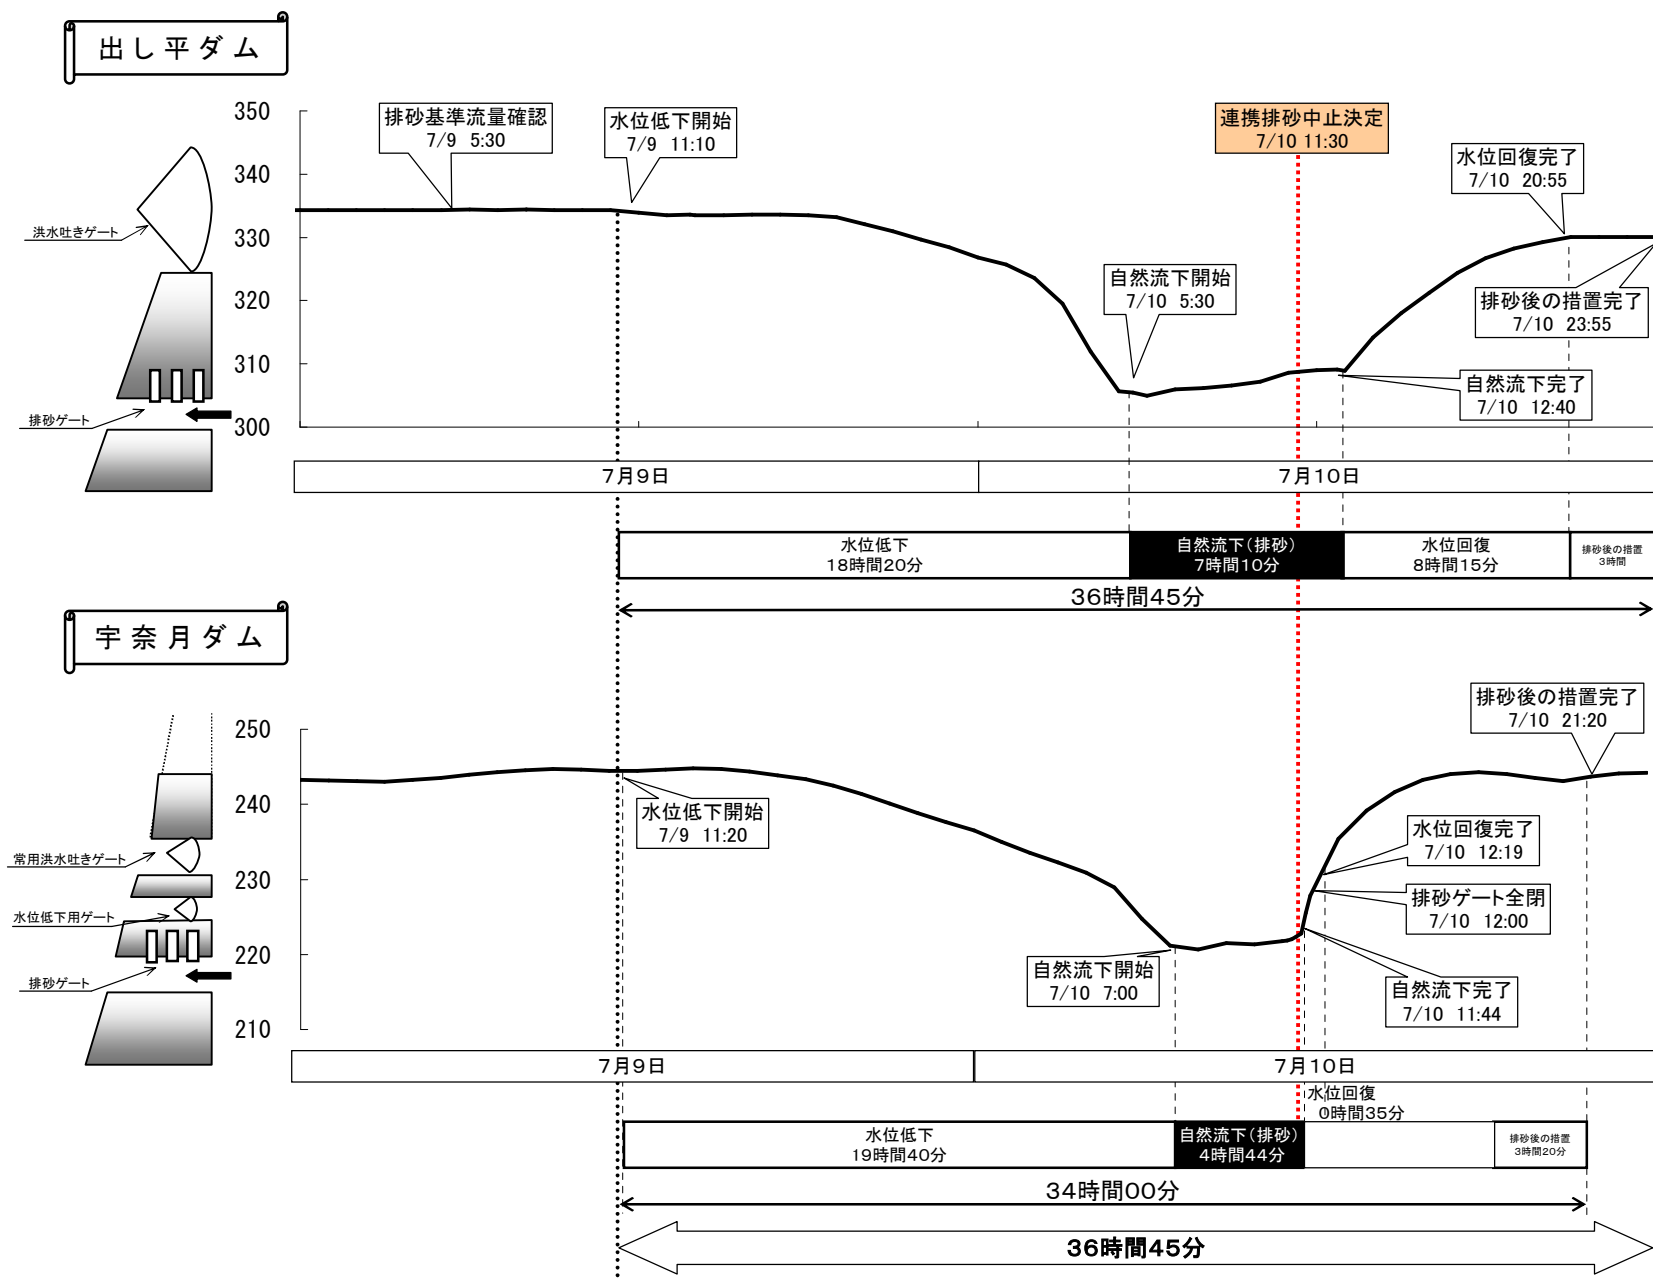 出し平ダム
350
340
330
320
310
300
洪水吐きゲート
排砂ゲート
排砂基準流量確認
7/9 5:30
水位低下開始
7/9 11:10
連携排砂中止決定
7/10 11:30
水位回復完了
7/10 20:55
自然流下開始
7/10 5:30
排砂後の措置完了
7/10 23:55
自然流下完了
7/10 12:40
7月9日
7月10日
水位低下
18時間20分
自然流下(排砂)
7時間10分
水位回復
8時間15分
排砂後の措置
3時間
36時間45分
宇奈月ダム
250
240
230
220
210
常用洪水吐きゲート
水位低下用ゲート
排砂ゲート
排砂後の措置完了
7/10 21:20
水位低下開始
7/9 11:20
水位回復完了
7/10 12:19
排砂ゲート全閉
7/10 12:00
自然流下開始
7/10 7:00
自然流下完了
7/10 11:44
7月9日
7月10日
水位回復
0時間35分
水位低下
19時間40分
自然流下(排砂)
4時間44分
排砂後の措置
3時間20分
34時間00分
36時間45分